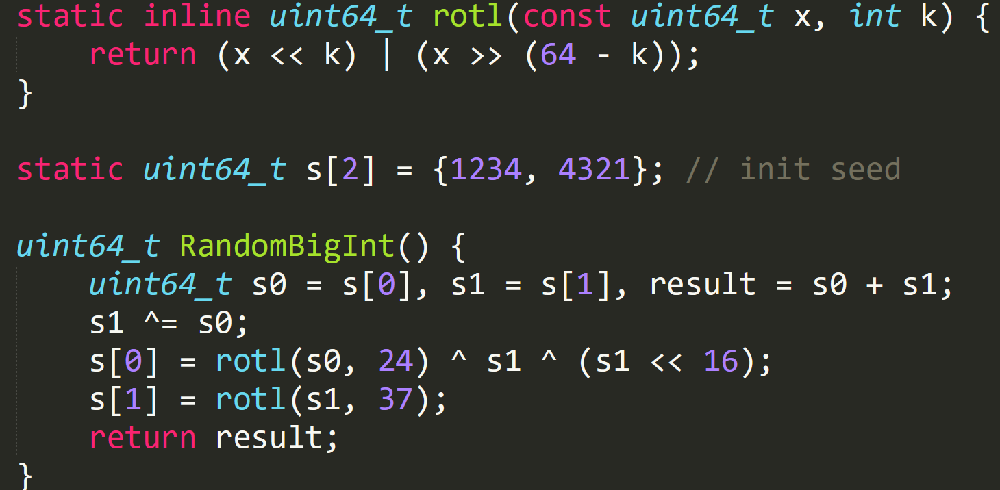 static inline uint64_t rotl(const uint64_t x, int k) {
    return (x << k) | (x >> (64 - k));
}
static uint64_t s[2] = {1234, 4321}; // init seed
uint64_t RandomBigInt() {
    uint64_t s0 = s[0], s1 = s[1], result = s0 + s1;
    s1 ^= s0;
    s[0] = rotl(s0, 24) ^ s1 ^ (s1 << 16);
    s[1] = rotl(s1, 37);
    return result;
}